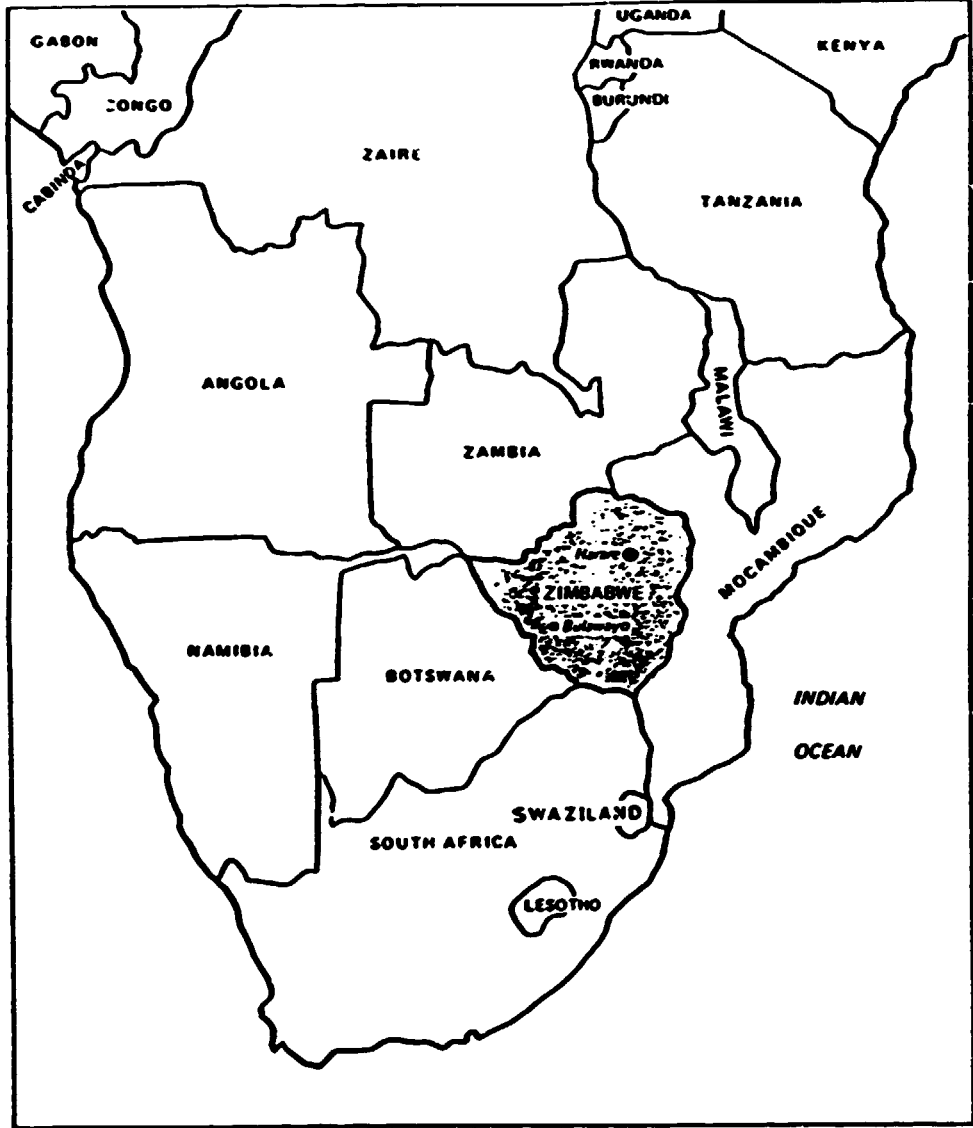 UGANDA
GABON
KENYA
RWANDA
BURUNDI
CONGO
ZAIRE
CABINDA
TANZANIA
ANGOLA
MALAWI
ZAMBIA
MOCAMBIQUE
Harare
ZIMBABWE
Bulawayo
NAMIBIA
BOTSWANA
INDIAN
OCEAN
SWAZILAND
SOUTH AFRICA
LESOTHO